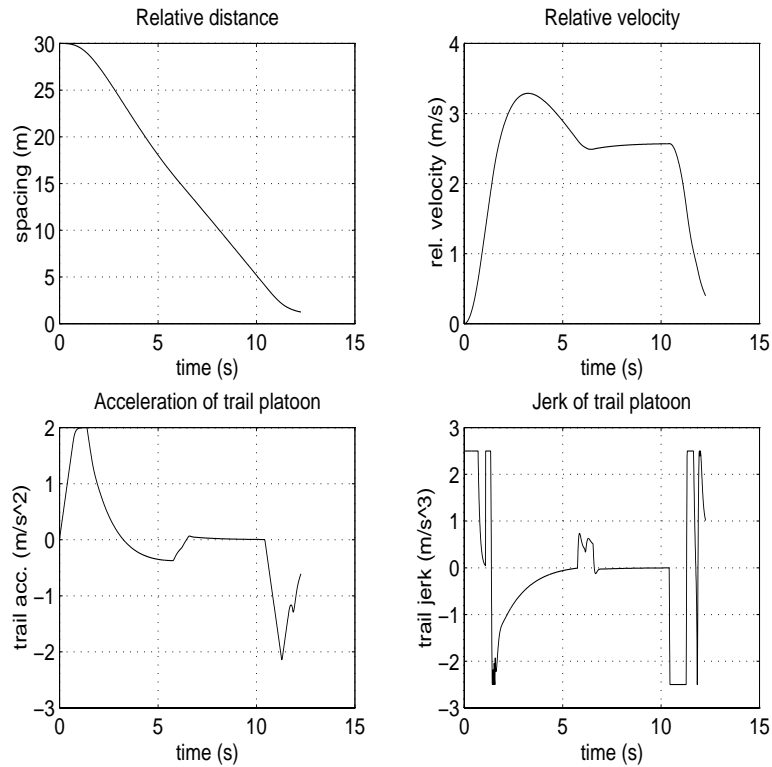 Relative distance
30
25
20
15
10
5
0
0 5 10 15
spacing (m)
time (s)
Relative velocity
4
3
2
1
0
0 5 10 15
rel. velocity (m/s)
time (s)
Acceleration of trail platoon
2
1
0
−1
−2
−3
0 5 10 15
trail acc. (m/s^2)
time (s)
Jerk of trail platoon
3
2
1
0
−1
−2
−3
0 5 10 15
trail jerk (m/s^3)
time (s)